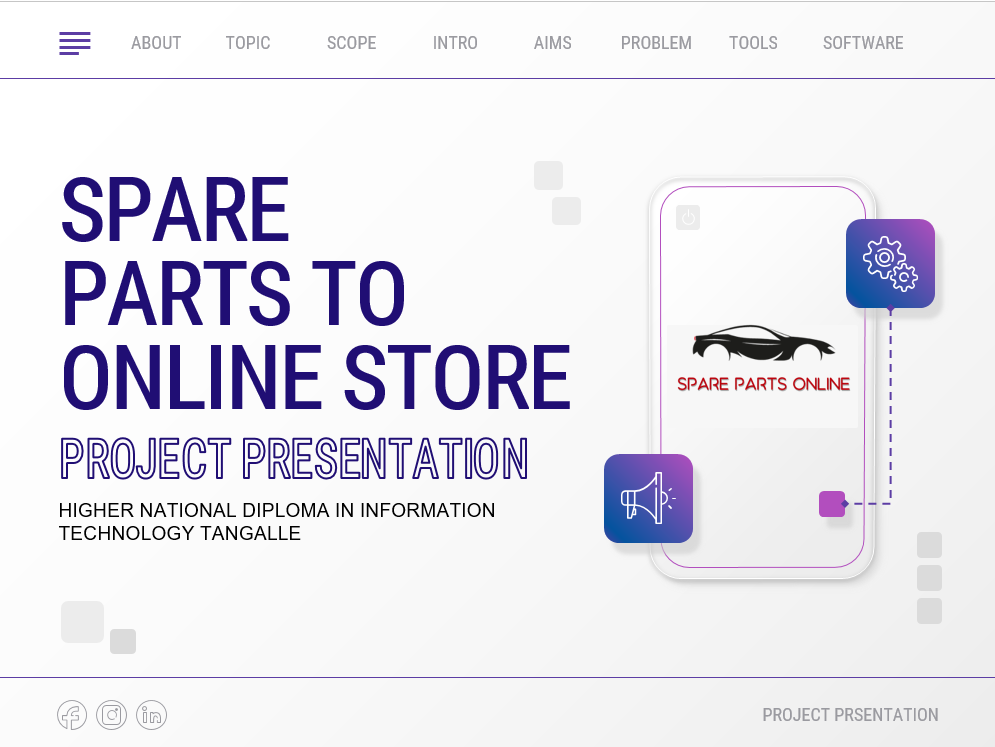 ABOUT TOPIC SCOPE INTRO AIMS PROBLEM TOOLS SOFTWARE
SPARE
PARTS TO
ONLINE STORE
PROJECT PRESENTATION
HIGHER NATIONAL DIPLOMA IN INFORMATION
TECHNOLOGY TANGALLE
SPARE PARTS ONLINE
PROJECT PRSENTATION